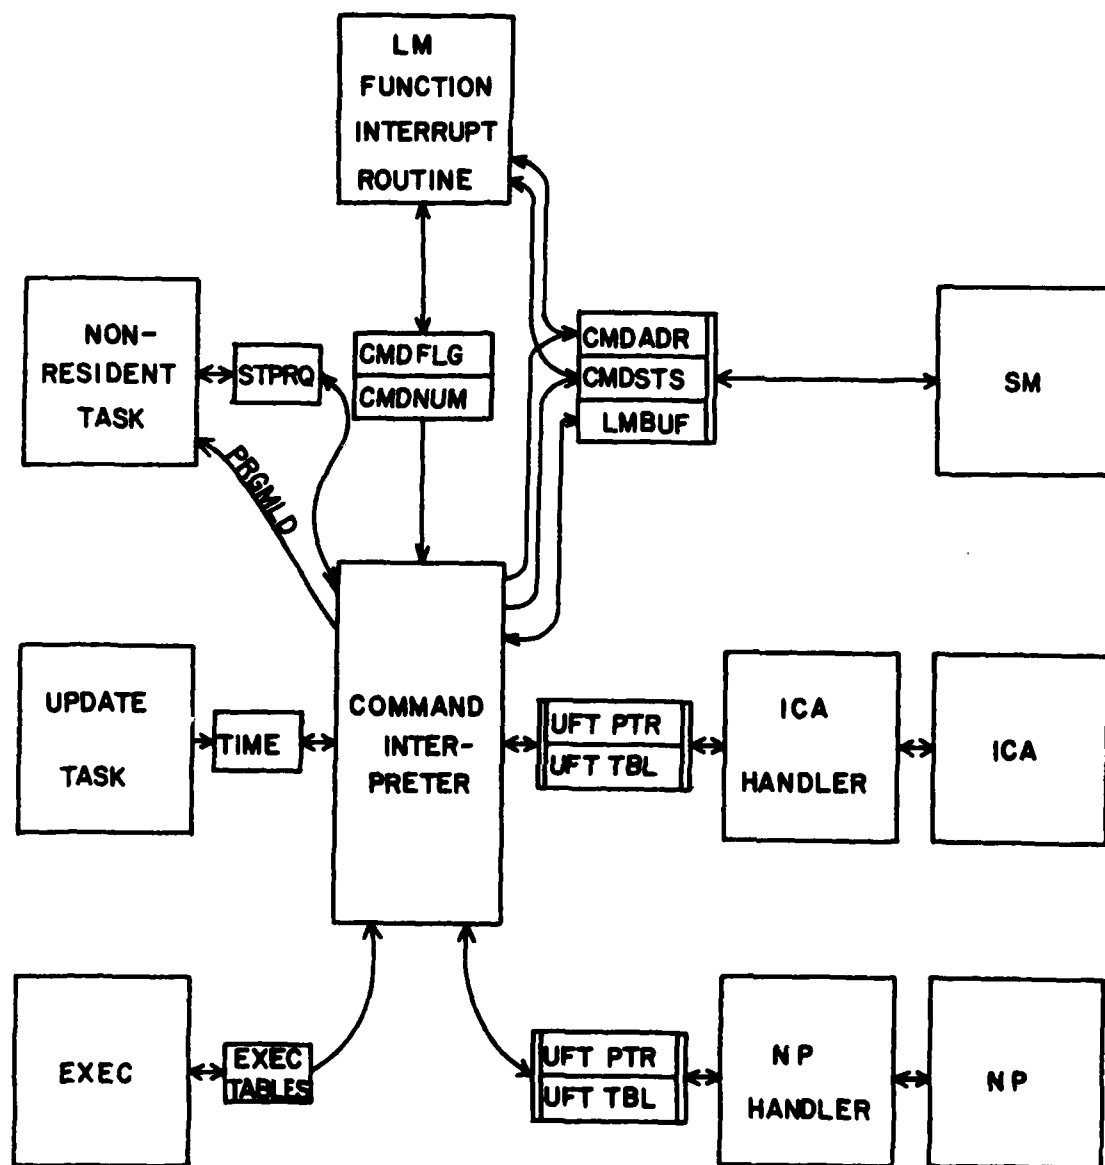 LM
FUNCTION
INTERRUPT
ROUTINE
NON-
RESIDENT
TASK
STPRQ
CMDFLG
CMDNUM
CMDADR
CMDSTS
LMBUF
SM
PRGMLD
UPDATE
TASK
TIME
COMMAND
INTER-
PRETER
UFT PTR
UFT TBL
ICA
HANDLER
ICA
EXEC
EXEC
TABLES
UFT PTR
UFT TBL
NP
HANDLER
NP